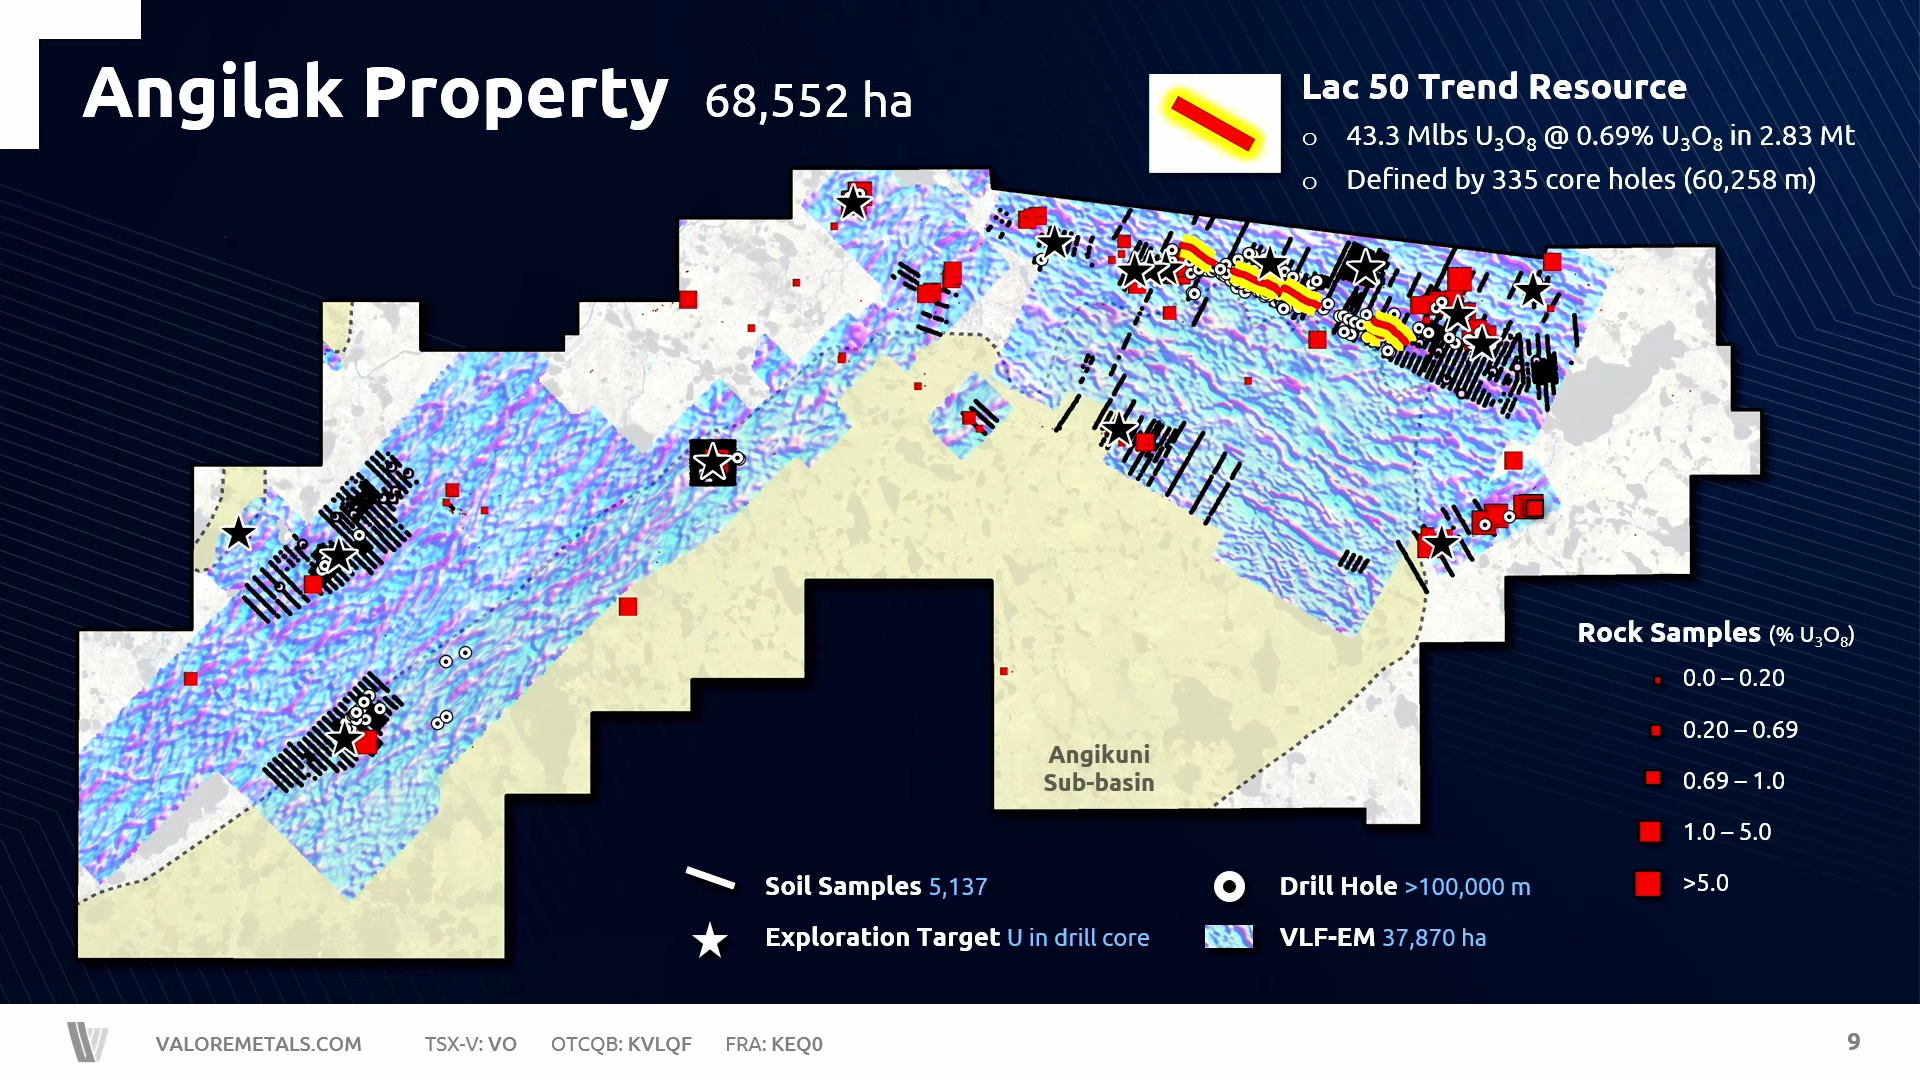 Angilak Property 68,552 ha
Lac 50 Trend Resource
o 43.3 Mlbs U₃O₈ @ 0.69% U₃O₈ in 2.83 Mt
o Defined by 335 core holes (60,258 m)
Angikuni
Sub-basin
Rock Samples (% U₃O₈)
0.0 – 0.20
0.20 – 0.69
0.69 – 1.0
1.0 – 5.0
>5.0
Soil Samples 5,137
Drill Hole >100,000 m
Exploration Target U in drill core
VLF-EM 37,870 ha
VALOREMETALS.COM TSX-V: VO OTCQB: KVLQF FRA: KEQ0
9